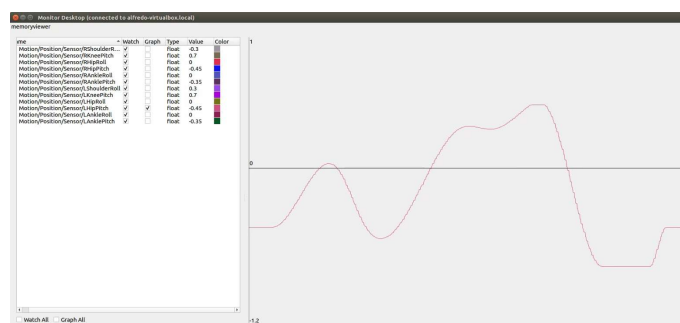 Monitor Desktop (connected to alfredo-virtualbox.local)
memoryviewer
me Watch Graph Type Value Color
Motion/Position/Sensor/RShoulderR... float -0.3
Motion/Position/Sensor/RKneePitch float 0.7
Motion/Position/Sensor/RHipRoll float 0
Motion/Position/Sensor/RHipPitch float -0.45
Motion/Position/Sensor/RAnkleRoll float 0
Motion/Position/Sensor/RAnklePitch float -0.35
Motion/Position/Sensor/LShoulderRoll float 0.3
Motion/Position/Sensor/LKneePitch float 0.7
Motion/Position/Sensor/LHipRoll float 0
Motion/Position/Sensor/LHipPitch float -0.45
Motion/Position/Sensor/LAnkleRoll float 0
Motion/Position/Sensor/LAnklePitch float -0.35
Watch All Graph All
1
0
-1.2